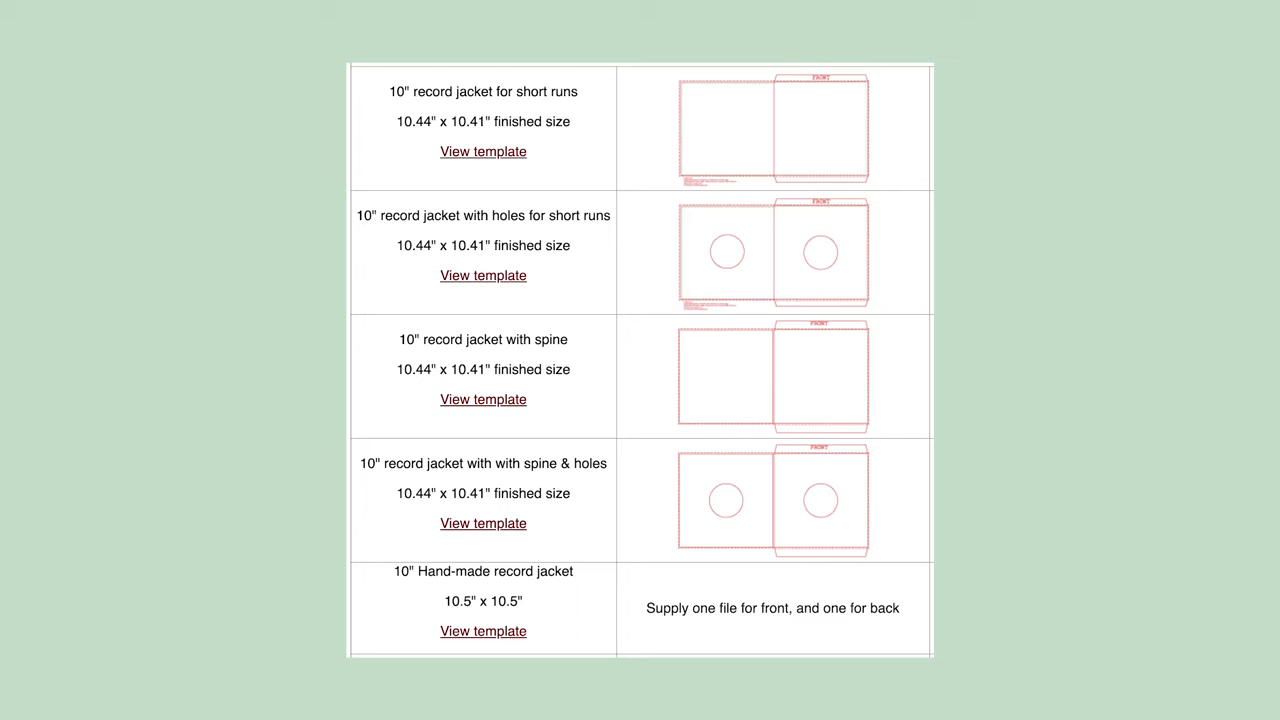 10" record jacket for short runs
10.44" x 10.41" finished size
View template
FRONT
10" record jacket with holes for short runs
10.44" x 10.41" finished size
View template
FRONT
10" record jacket with spine
10.44" x 10.41" finished size
View template
FRONT
10" record jacket with with spine & holes
10.44" x 10.41" finished size
View template
FRONT
10" Hand-made record jacket
10.5" x 10.5"
View template
Supply one file for front, and one for back